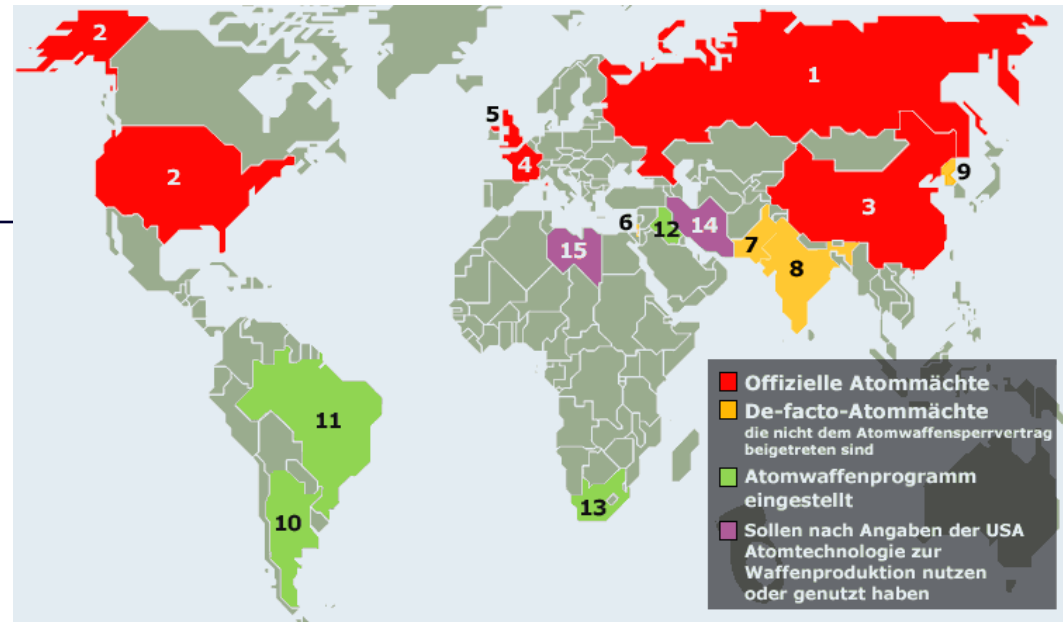 2
1
5
4
2
9
3
6
12
14
7
15
8
11
13
10
Offizielle Atommächte
De-facto-Atommächte
die nicht dem Atomwaffensperrvertrag
beigetreten sind
Atomwaffenprogramm
eingestellt
Sollen nach Angaben der USA
Atomtechnologie zur
Waffenproduktion nutzen
oder genutzt haben